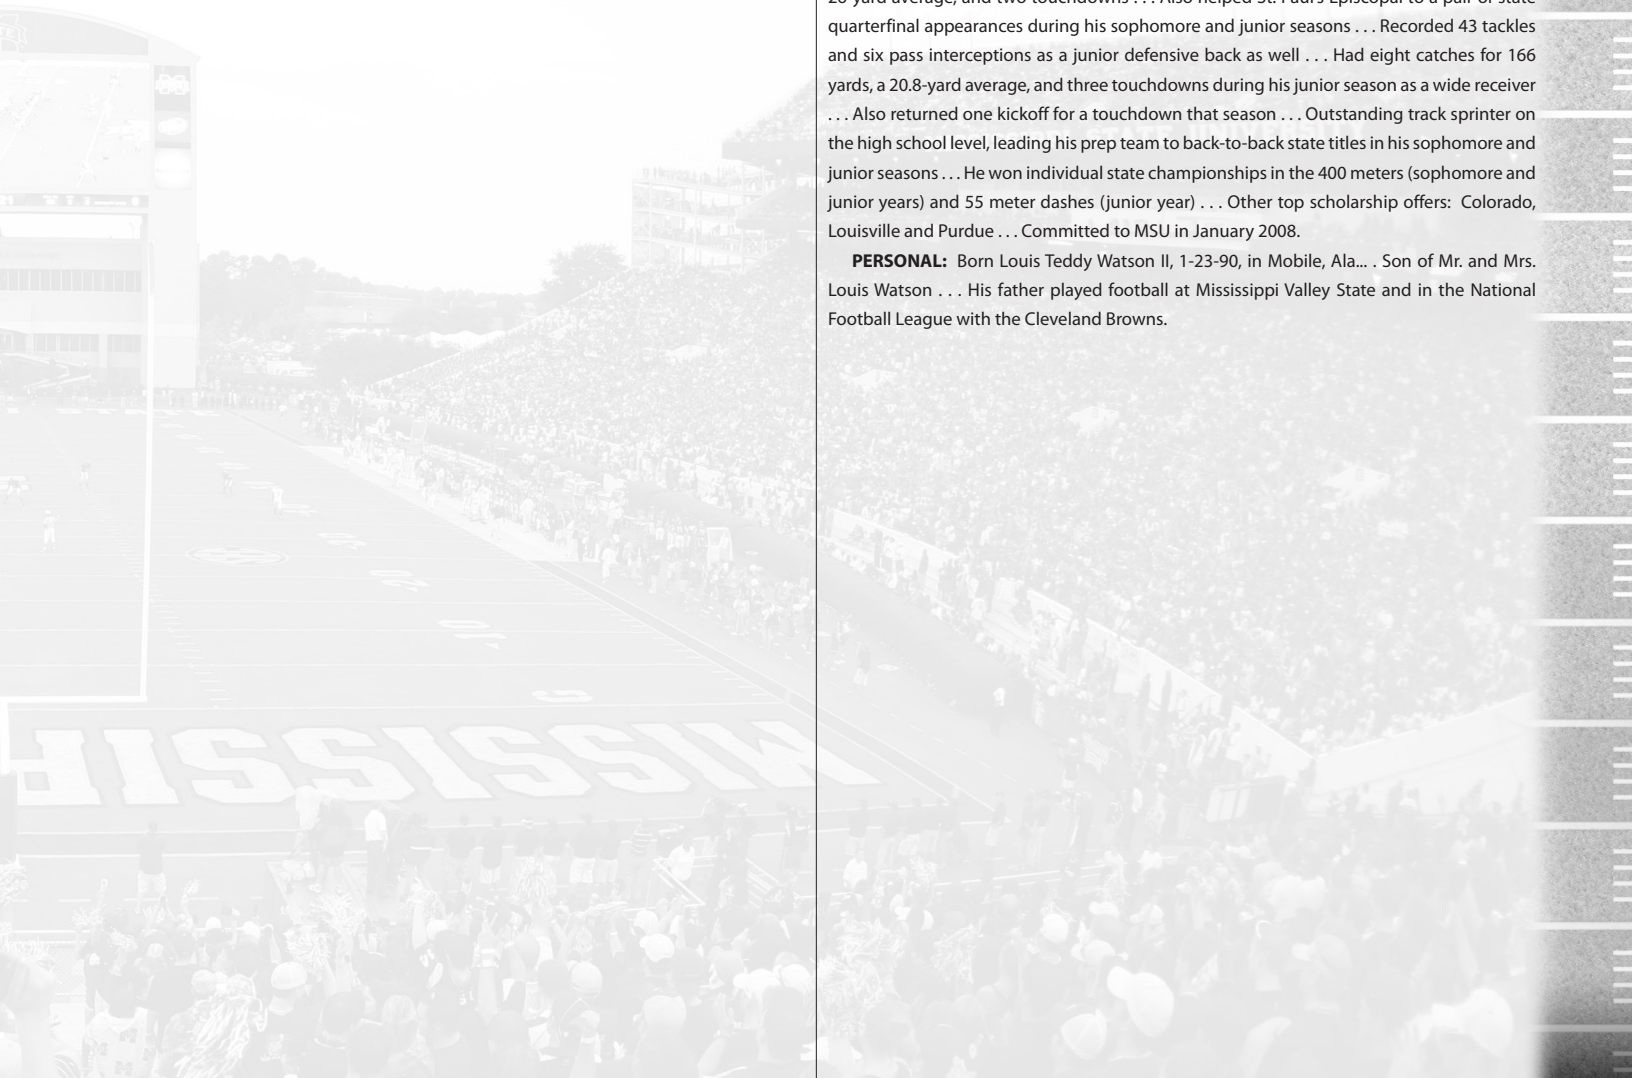 quarterfinal appearances during his sophomore and junior seasons . . . Recorded 43 tackles
and six pass interceptions as a junior defensive back as well . . . Had eight catches for 166
yards, a 20.8-yard average, and three touchdowns during his junior season as a wide receiver
. . . Also returned one kickoff for a touchdown that season . . . Outstanding track sprinter on
the high school level, leading his prep team to back-to-back state titles in his sophomore and
junior seasons . . . He won individual state championships in the 400 meters (sophomore and
junior years) and 55 meter dashes (junior year) . . . Other top scholarship offers:  Colorado,
Louisville and Purdue . . . Committed to MSU in January 2008.
PERSONAL:  Born Louis Teddy Watson II, 1-23-90, in Mobile, Ala... . Son of Mr. and Mrs.
Louis Watson . . . His father played football at Mississippi Valley State and in the National
Football League with the Cleveland Browns.
STATE UNIVERSITY
MISSISSIP